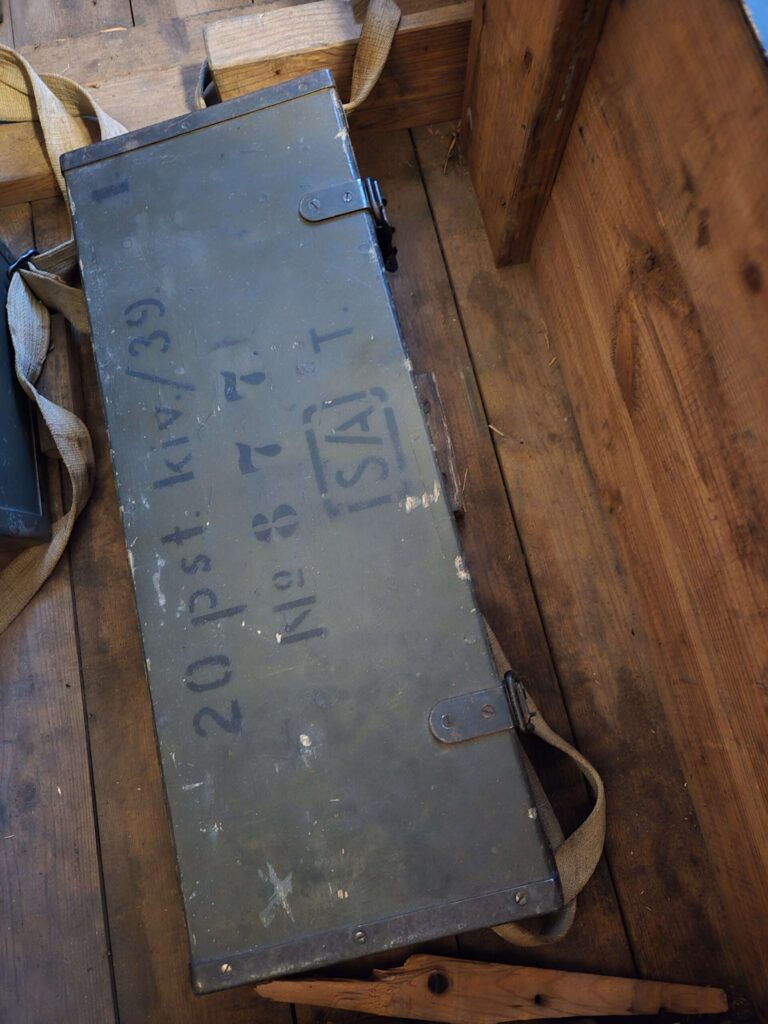 20 pst. kiv./39.
No 8 7 7.
SA T.